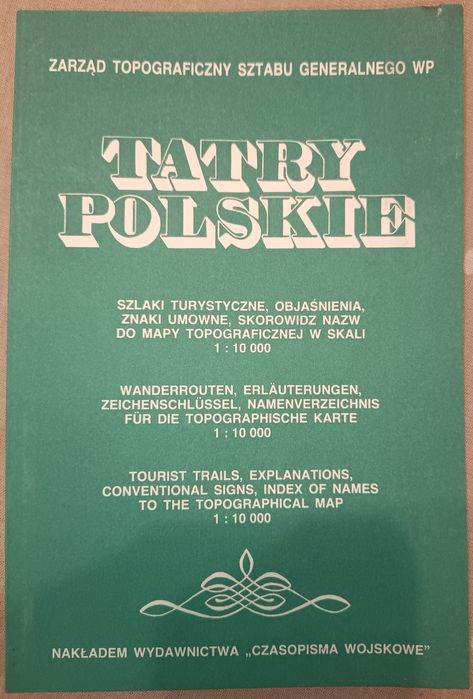 ZARZĄD TOPOGRAFICZNY SZTABU GENERALNEGO WP
TATRY
POLSKIE
SZLAKI TURYSTYCZNE, OBJAŚNIENIA,
ZNAKI UMOWNE, SKOROWIDZ NAZW
DO MAPY TOPOGRAFICZNEJ W SKALI
1 : 10 000
WANDERROUTEN, ERLÄUTERUNGEN,
ZEICHENSCHLÜSSEL, NAMENVERZEICHNIS
FÜR DIE TOPOGRAPHISCHE KARTE
1 : 10 000
TOURIST TRAILS, EXPLANATIONS,
CONVENTIONAL SIGNS, INDEX OF NAMES
TO THE TOPOGRAPHICAL MAP
1 : 10 000
NAKŁADEM WYDAWNICTWA „CZASOPISMA WOJSKOWE”